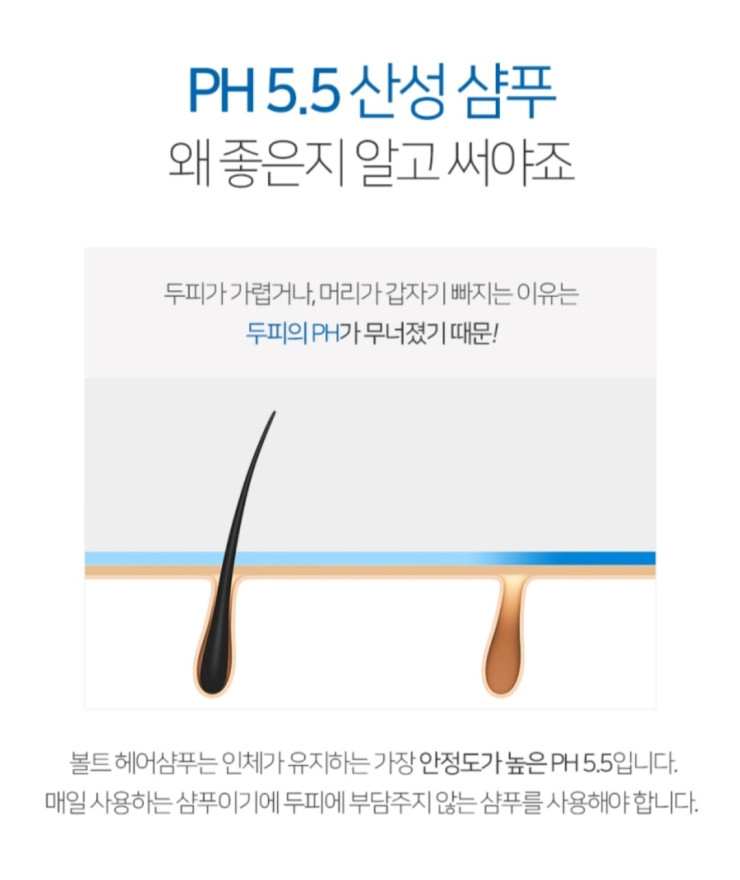 PH 5.5 산성 샴푸
왜 좋은지 알고 써야죠
두피가 가렵거나, 머리가 갑자기 빠지는 이유는
두피의 PH가 무너졌기 때문!
볼트 헤어샴푸는 인체가 유지하는 가장 안정도가 높은 PH 5.5입니다.
매일 사용하는 샴푸이기에 두피에 부담주지 않는 샴푸를 사용해야 합니다.